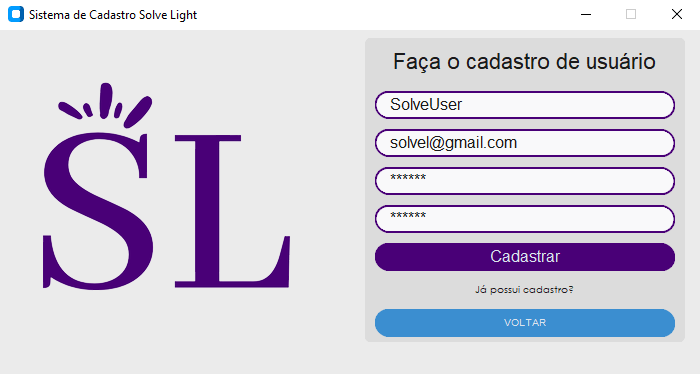 Sistema de Cadastro Solve Light
SL
Faça o cadastro de usuário
SolveUser
solvel@gmail.com
******
******
Cadastrar
Já possui cadastro?
VOLTAR